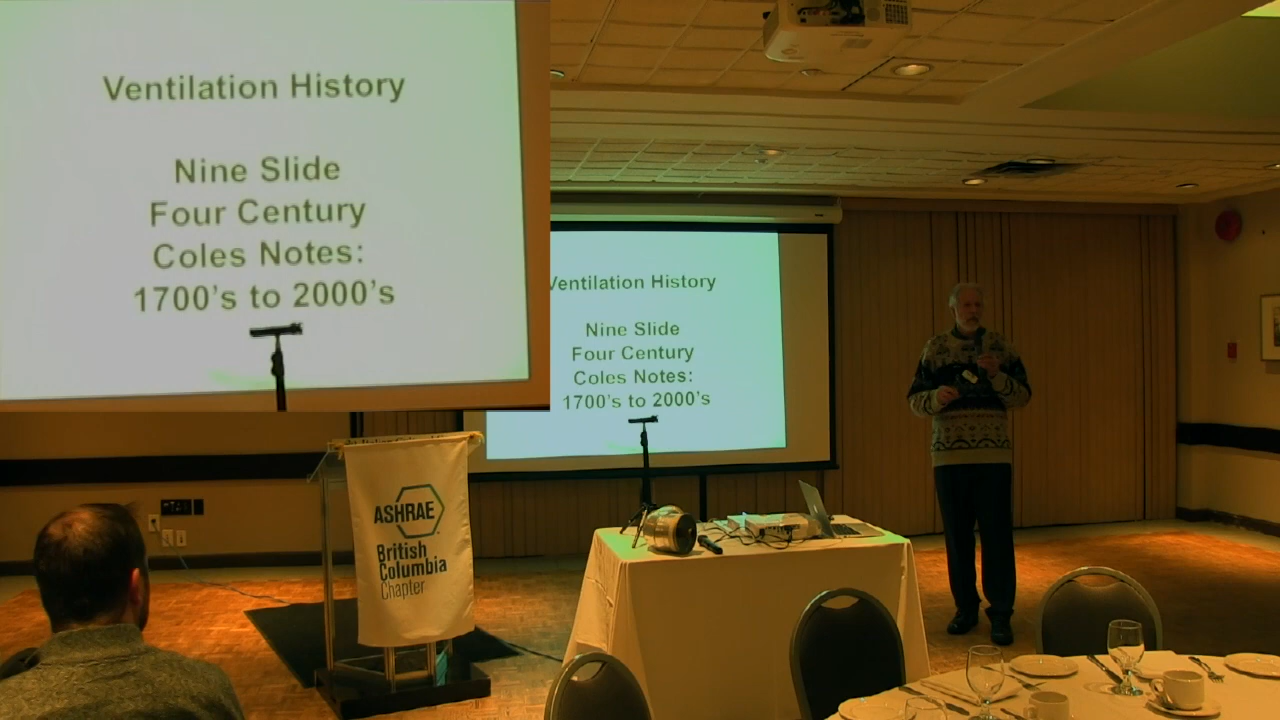 Ventilation History
Nine Slide
Four Century
Coles Notes:
1700's to 2000's
Ventilation History
Nine Slide
Four Century
Coles Notes:
1700's to 2000's
ASHRAE
British
Columbia
Chapter